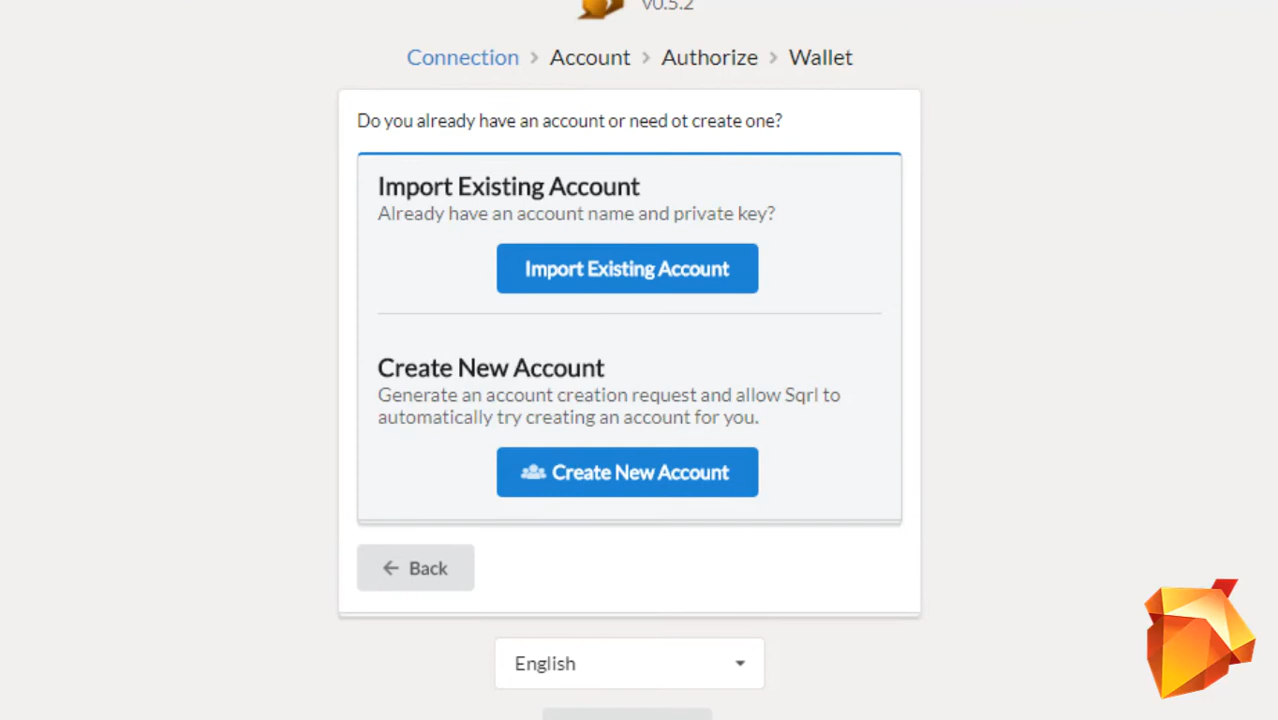 v0.5.2
Connection > Account > Authorize > Wallet
Do you already have an account or need ot create one?
Import Existing Account
Already have an account name and private key?
Import Existing Account
Create New Account
Generate an account creation request and allow Sqrl to
automatically try creating an account for you.
Create New Account
Back
English